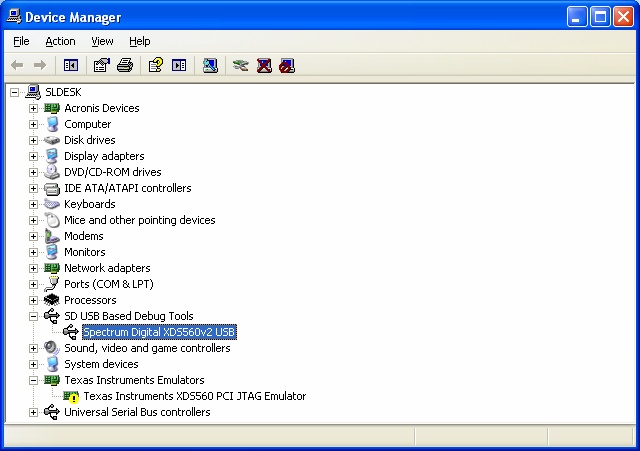 Device Manager
File Action View Help
SLDESK
Acronis Devices
Computer
Disk drives
Display adapters
DVD/CD-ROM drives
IDE ATA/ATAPI controllers
Keyboards
Mice and other pointing devices
Modems
Monitors
Network adapters
Ports (COM & LPT)
Processors
SD USB Based Debug Tools
Spectrum Digital XDS560v2 USB
Sound, video and game controllers
System devices
Texas Instruments Emulators
Texas Instruments XDS560 PCI JTAG Emulator
Universal Serial Bus controllers